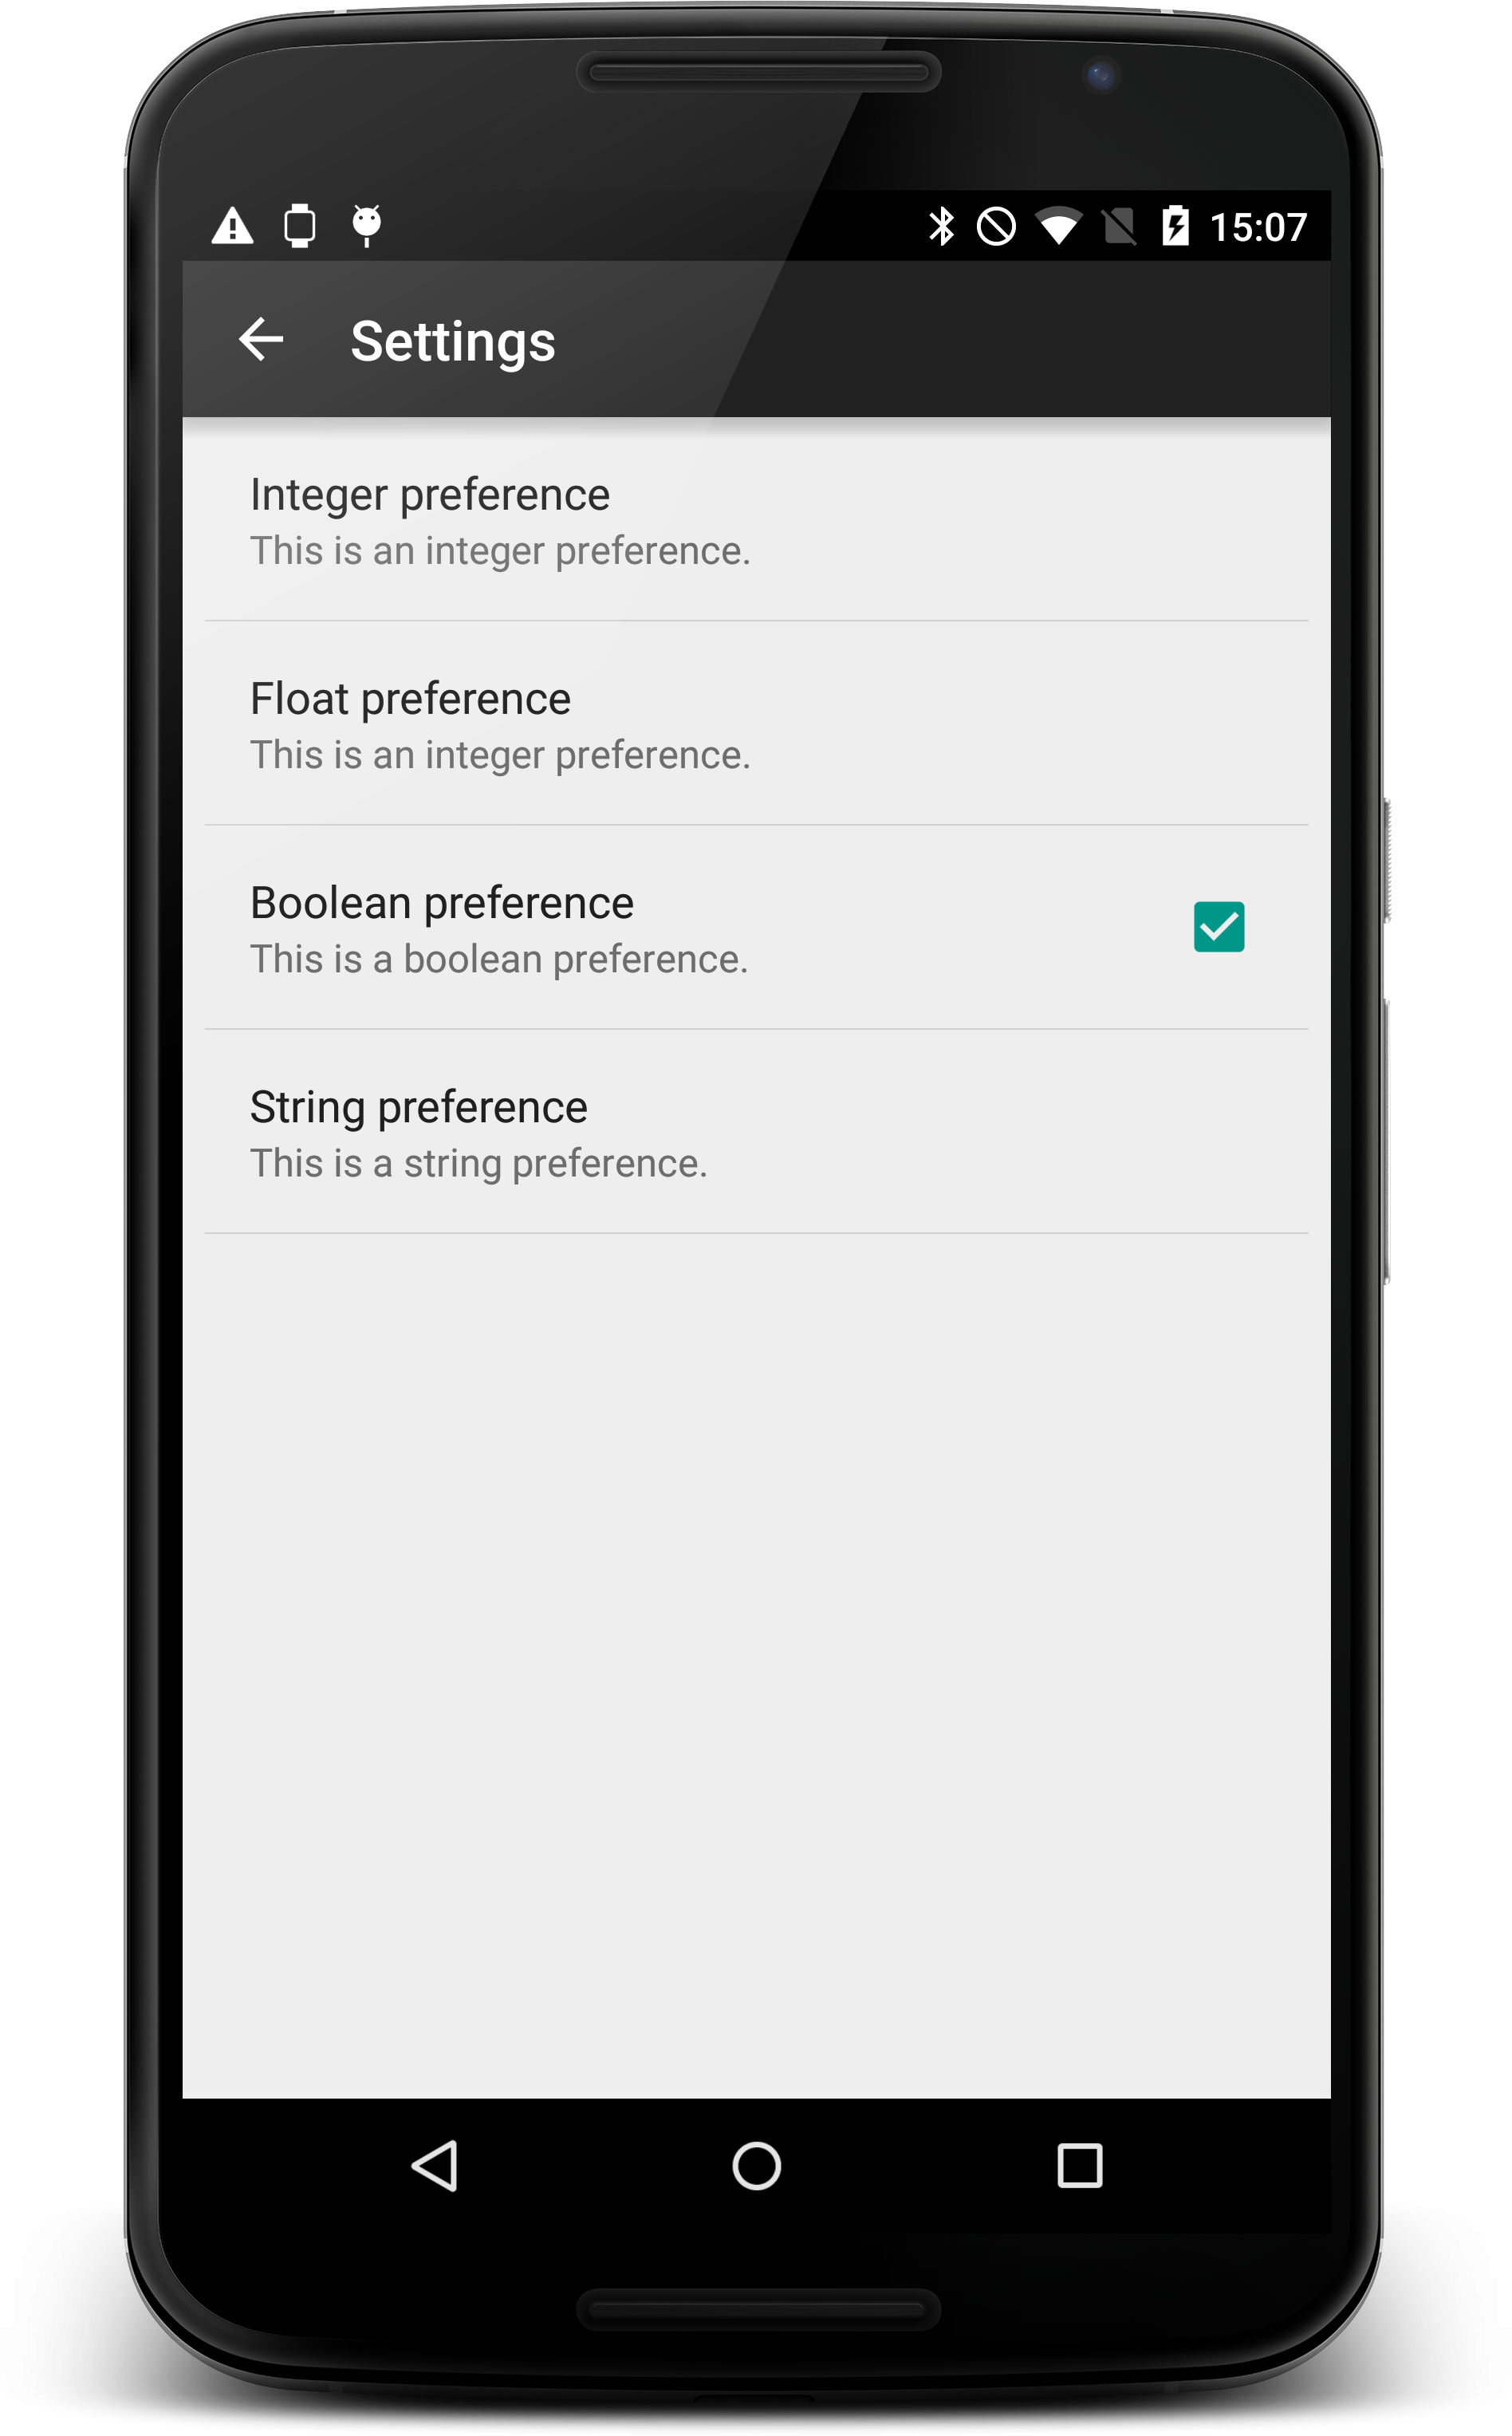 15:07
Settings
Integer preference
This is an integer preference.
Float preference
This is an integer preference.
Boolean preference
This is a boolean preference.
String preference
This is a string preference.